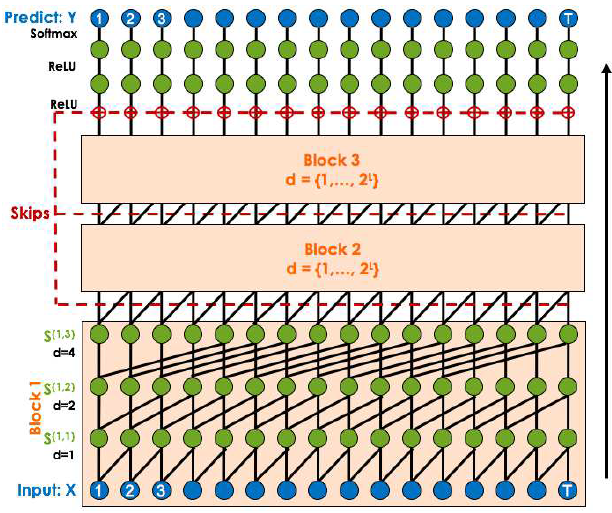 Predict: Y
1 2 3 T
Softmax
ReLU
ReLU
Block 3
d = {1,..., 2ᴸ}
Skips
Block 2
d = {1,..., 2ᴸ}
S(1,3)
d=4
Block 1
S(1,2)
d=2
S(1,1)
d=1
Input: X
1 2 3 T